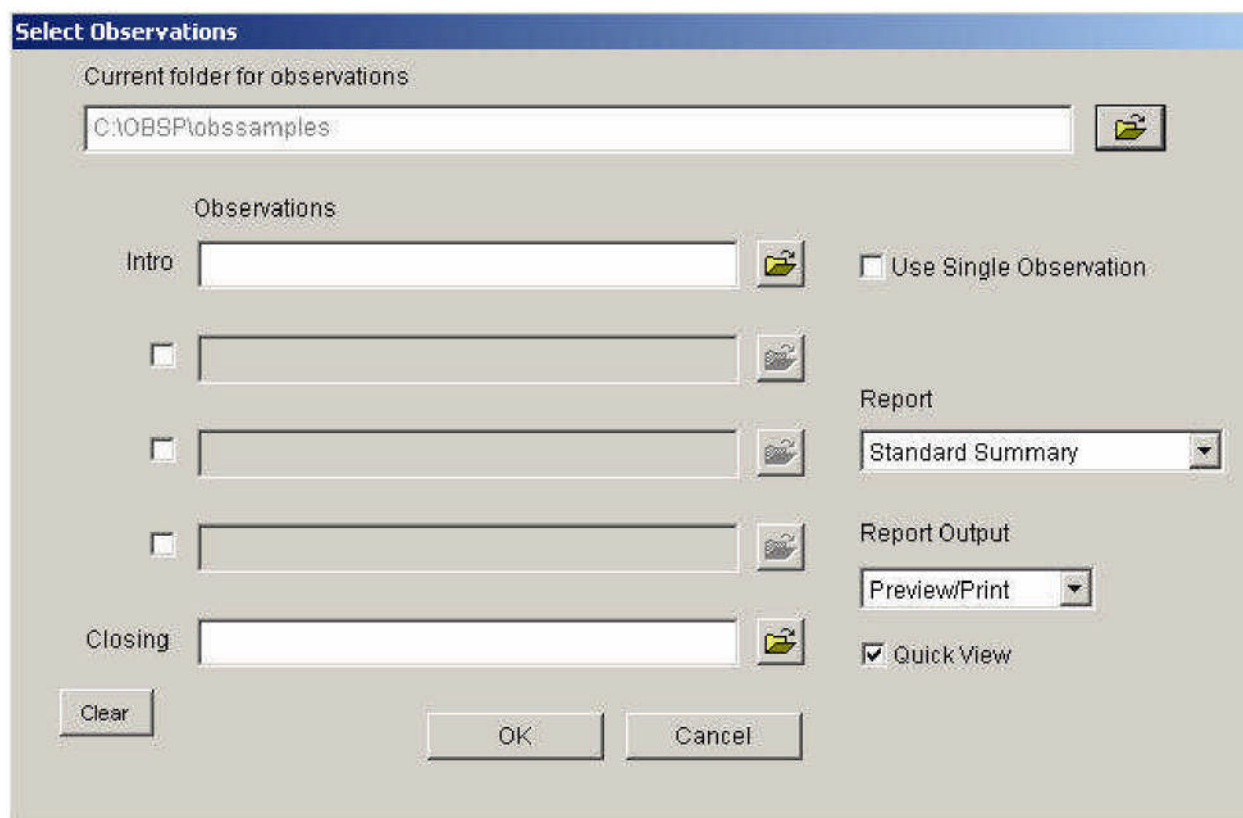 Select Observations
Current folder for observations
C:\OBSP\obssamples
Observations
Intro
Use Single Observation
Report
Standard Summary
Report Output
Preview/Print
Closing
Quick View
Clear
OK
Cancel